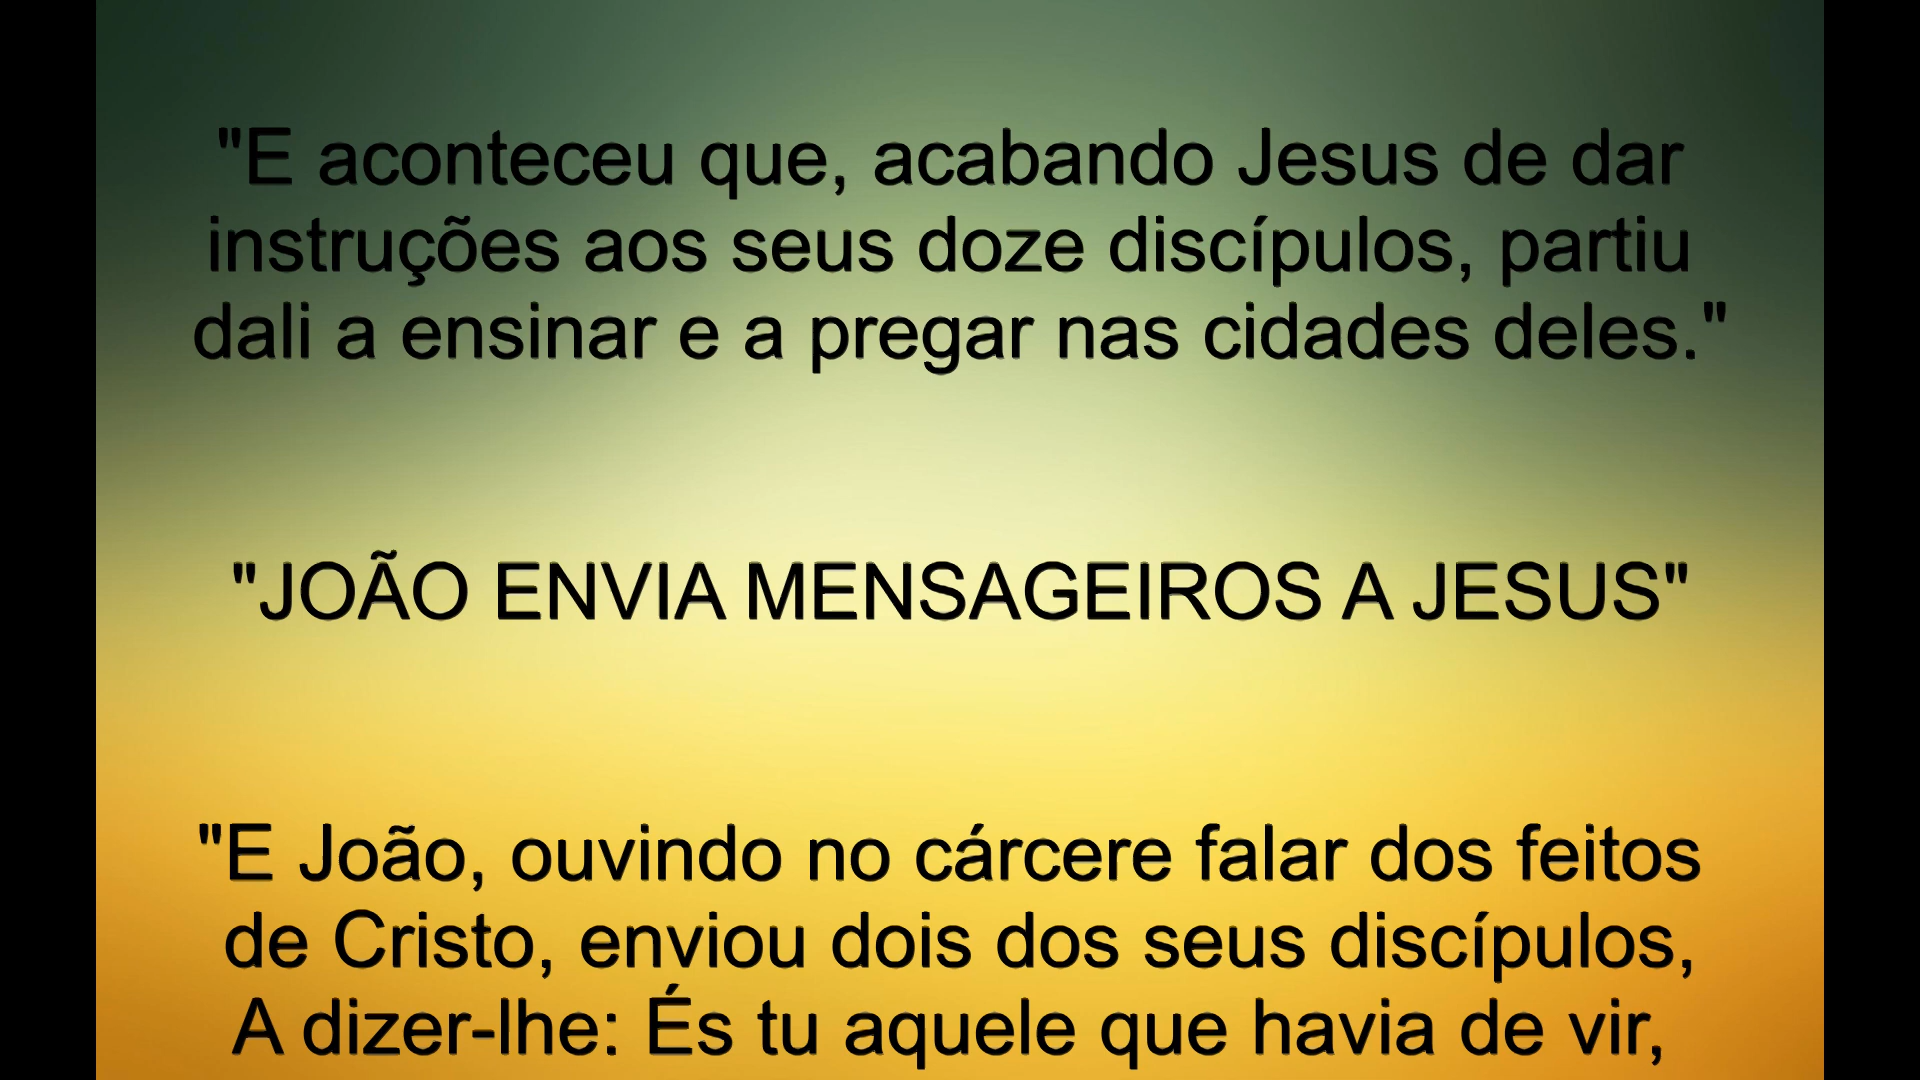 "E aconteceu que, acabando Jesus de dar
instruções aos seus doze discípulos, partiu
dali a ensinar e a pregar nas cidades deles."
"JOÃO ENVIA MENSAGEIROS A JESUS"
"E João, ouvindo no cárcere falar dos feitos
de Cristo, enviou dois dos seus discípulos,
A dizer-lhe: És tu aquele que havia de vir,